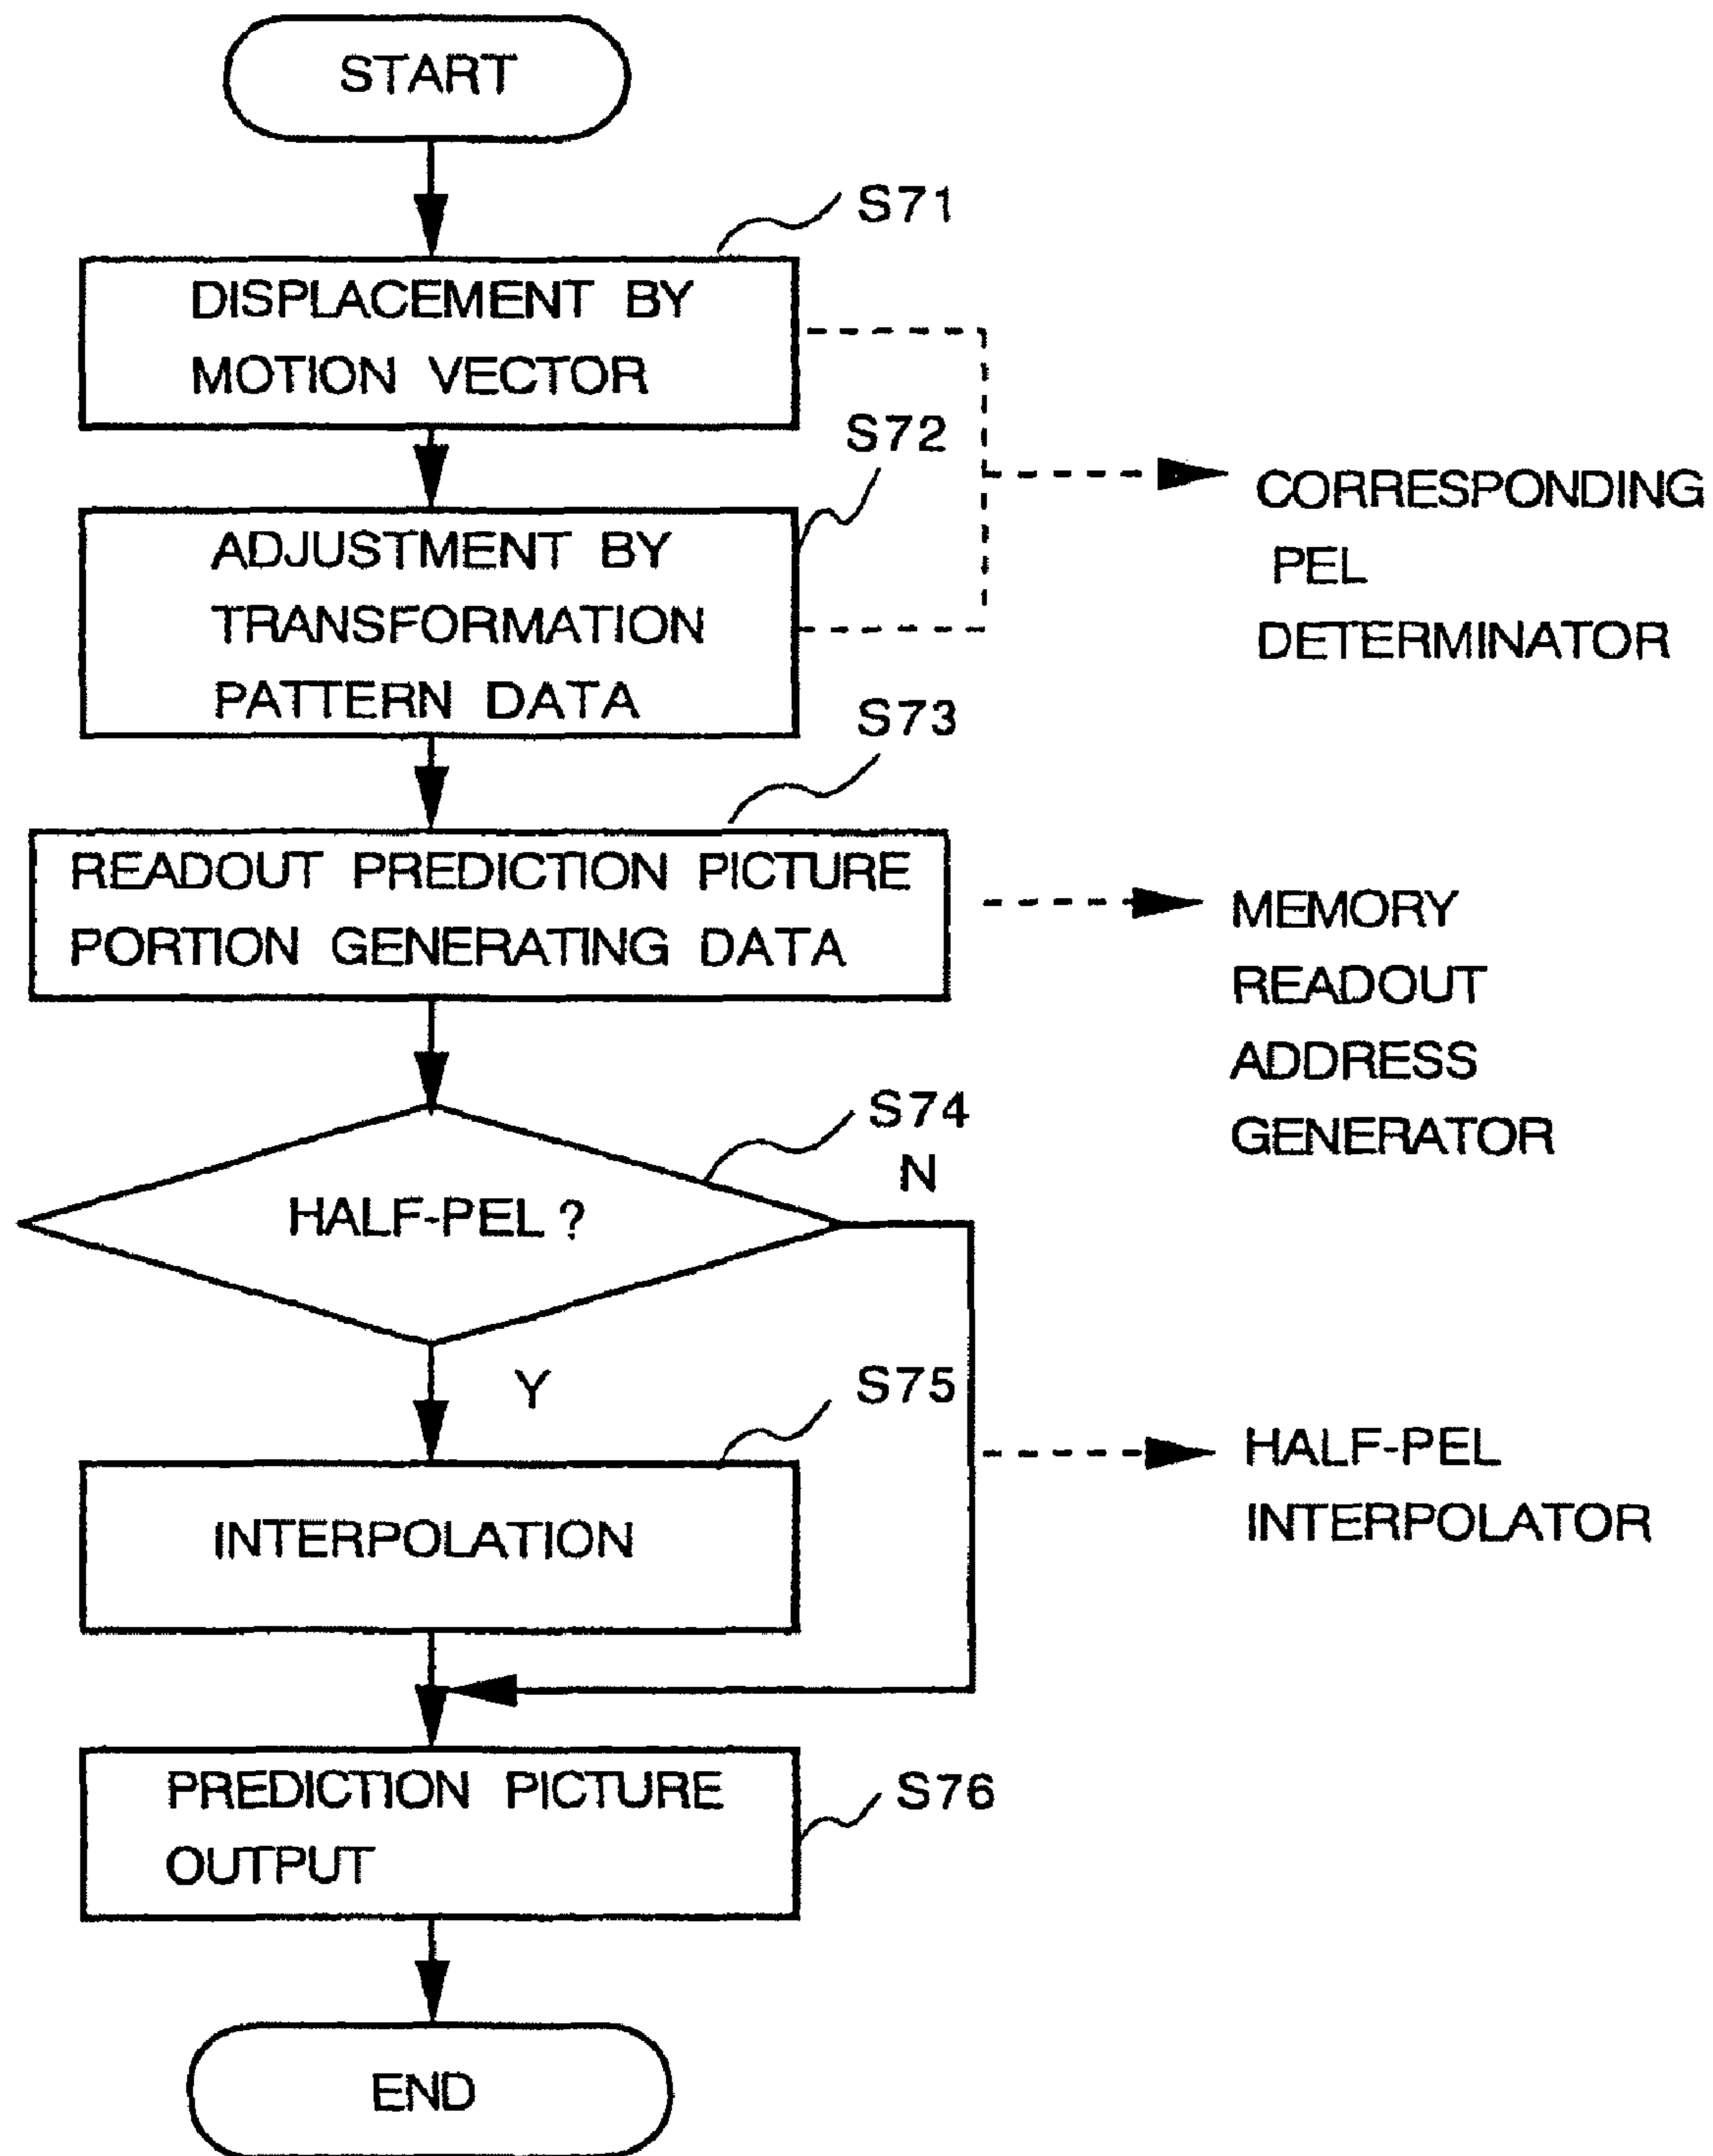 START
S71
DISPLACEMENT BY
MOTION VECTOR
S72
ADJUSTMENT BY
TRANSFORMATION
PATTERN DATA
CORRESPONDING
PEL
DETERMINATOR
S73
READOUT PREDICTION PICTURE
PORTION GENERATING DATA
MEMORY
READOUT
ADDRESS
GENERATOR
S74
N
HALF-PEL ?
Y
S75
INTERPOLATION
HALF-PEL
INTERPOLATOR
PREDICTION PICTURE
OUTPUT
S76
END